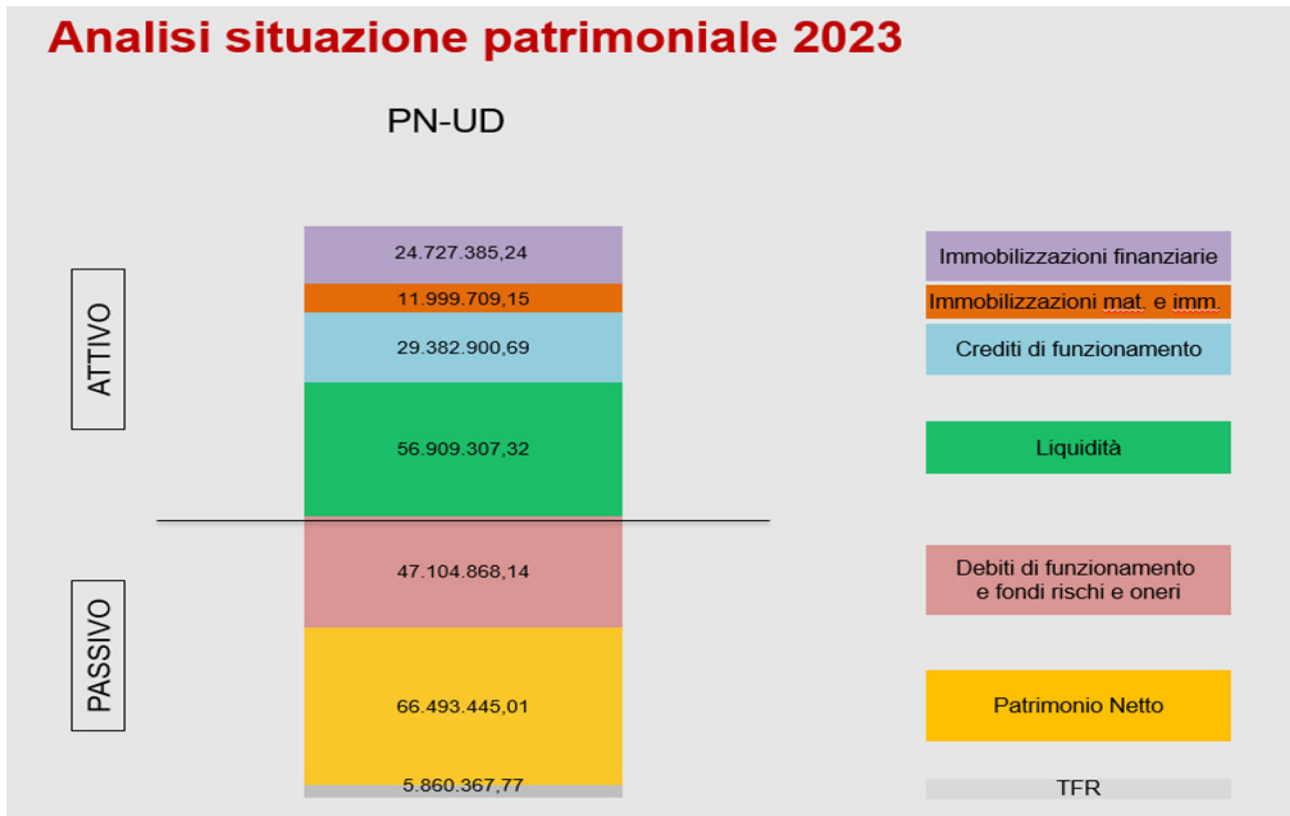 Analisi situazione patrimoniale 2023
PN-UD
ATTIVO
24.727.385,24
11.999.709,15
29.382.900,69
56.909.307,32
PASSIVO
47.104.868,14
66.493.445,01
5.860.367,77
Immobilizzazioni finanziarie
Immobilizzazioni mat. e imm.
Crediti di funzionamento
Liquidità
Debiti di funzionamento
e fondi rischi e oneri
Patrimonio Netto
TFR